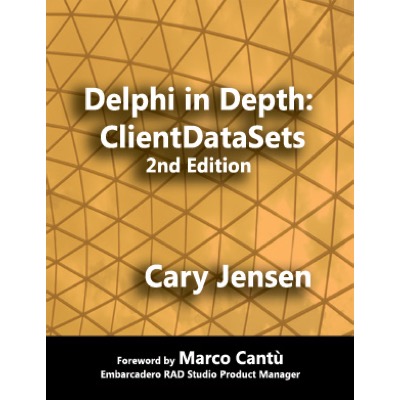 Delphi in Depth:
ClientDataSets
2nd Edition
Cary Jensen
Foreword by Marco Cantù
Embarcadero RAD Studio Product Manager